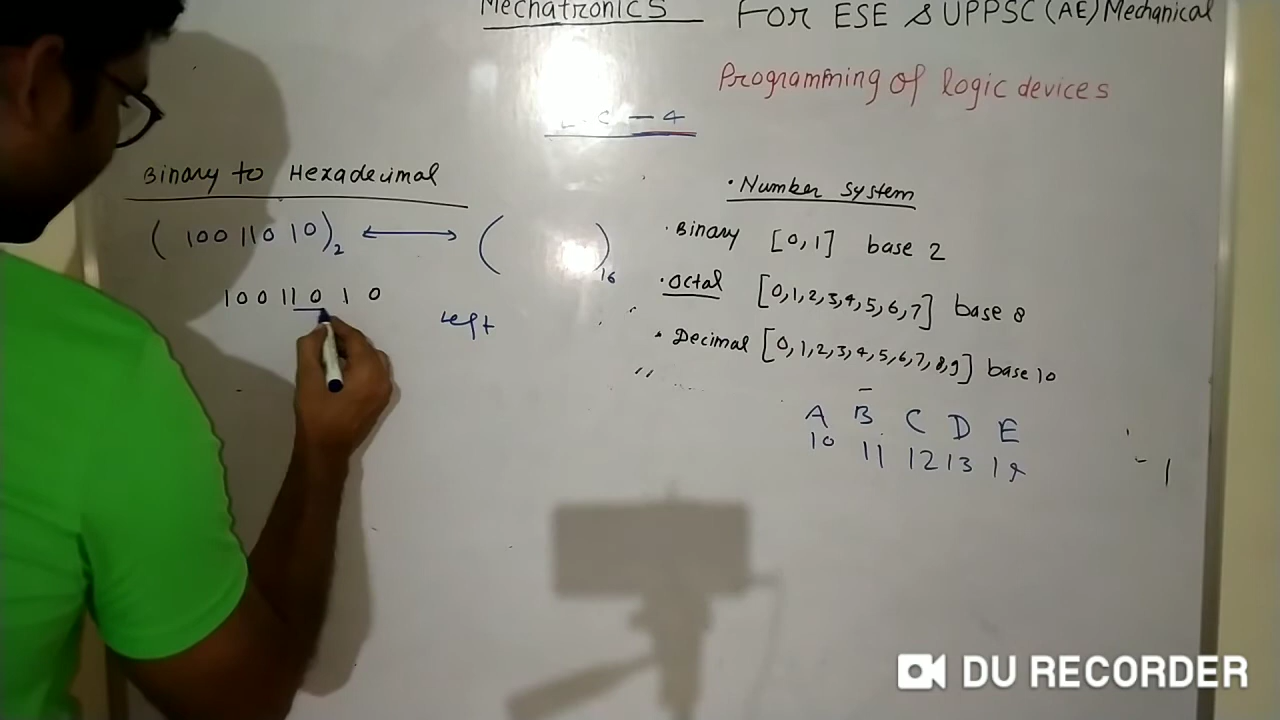 Mechatronics For ESE & UPPSC (AE) Mechanical
Programming of logic devices
— 4
Binary to Hexadecimal
(10011010)₂ ⟷ ( )₁₆
10011010
Left
• Number System
• Binary [0,1] base 2
• Octal [0,1,2,3,4,5,6,7] base 8
• Decimal [0,1,2,3,4,5,6,7,8,9] base 10
A B C D E
10 11 12 13 14
DU RECORDER